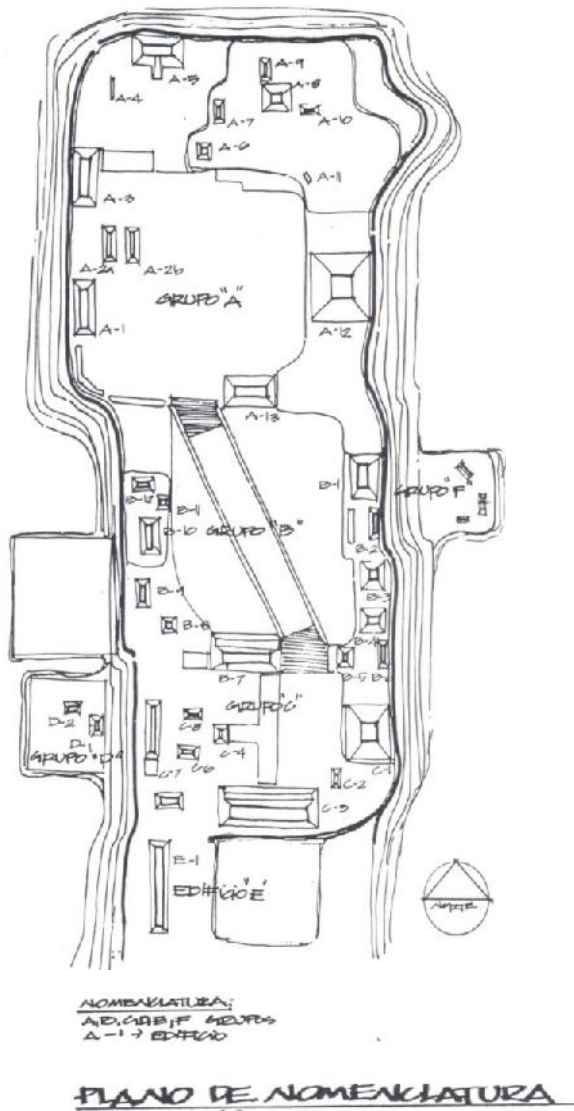 A-9
A-8
A-5
A-4
A-10
A-7
A-6
A-11
A-3
A-2a
A-2b
GRUPO "A"
A-1
A-12
A-13
B-1
GRUPO "F"
B-12
B-11
B-10
GRUPO "B"
B-2
B-3
B-9
B-8
B-4
B-7
B-5
B-6
GRUPO "C"
D-2
D-1
GRUPO "D"
C-8
C-4
C-6
C-7
C-1
C-2
C-3
E-1
EDIFICIO "E"
NORTE
NOMENCLATURA:
GRUPOS
A-1 → EDIFICIO
PLANO DE NOMENCLATURA